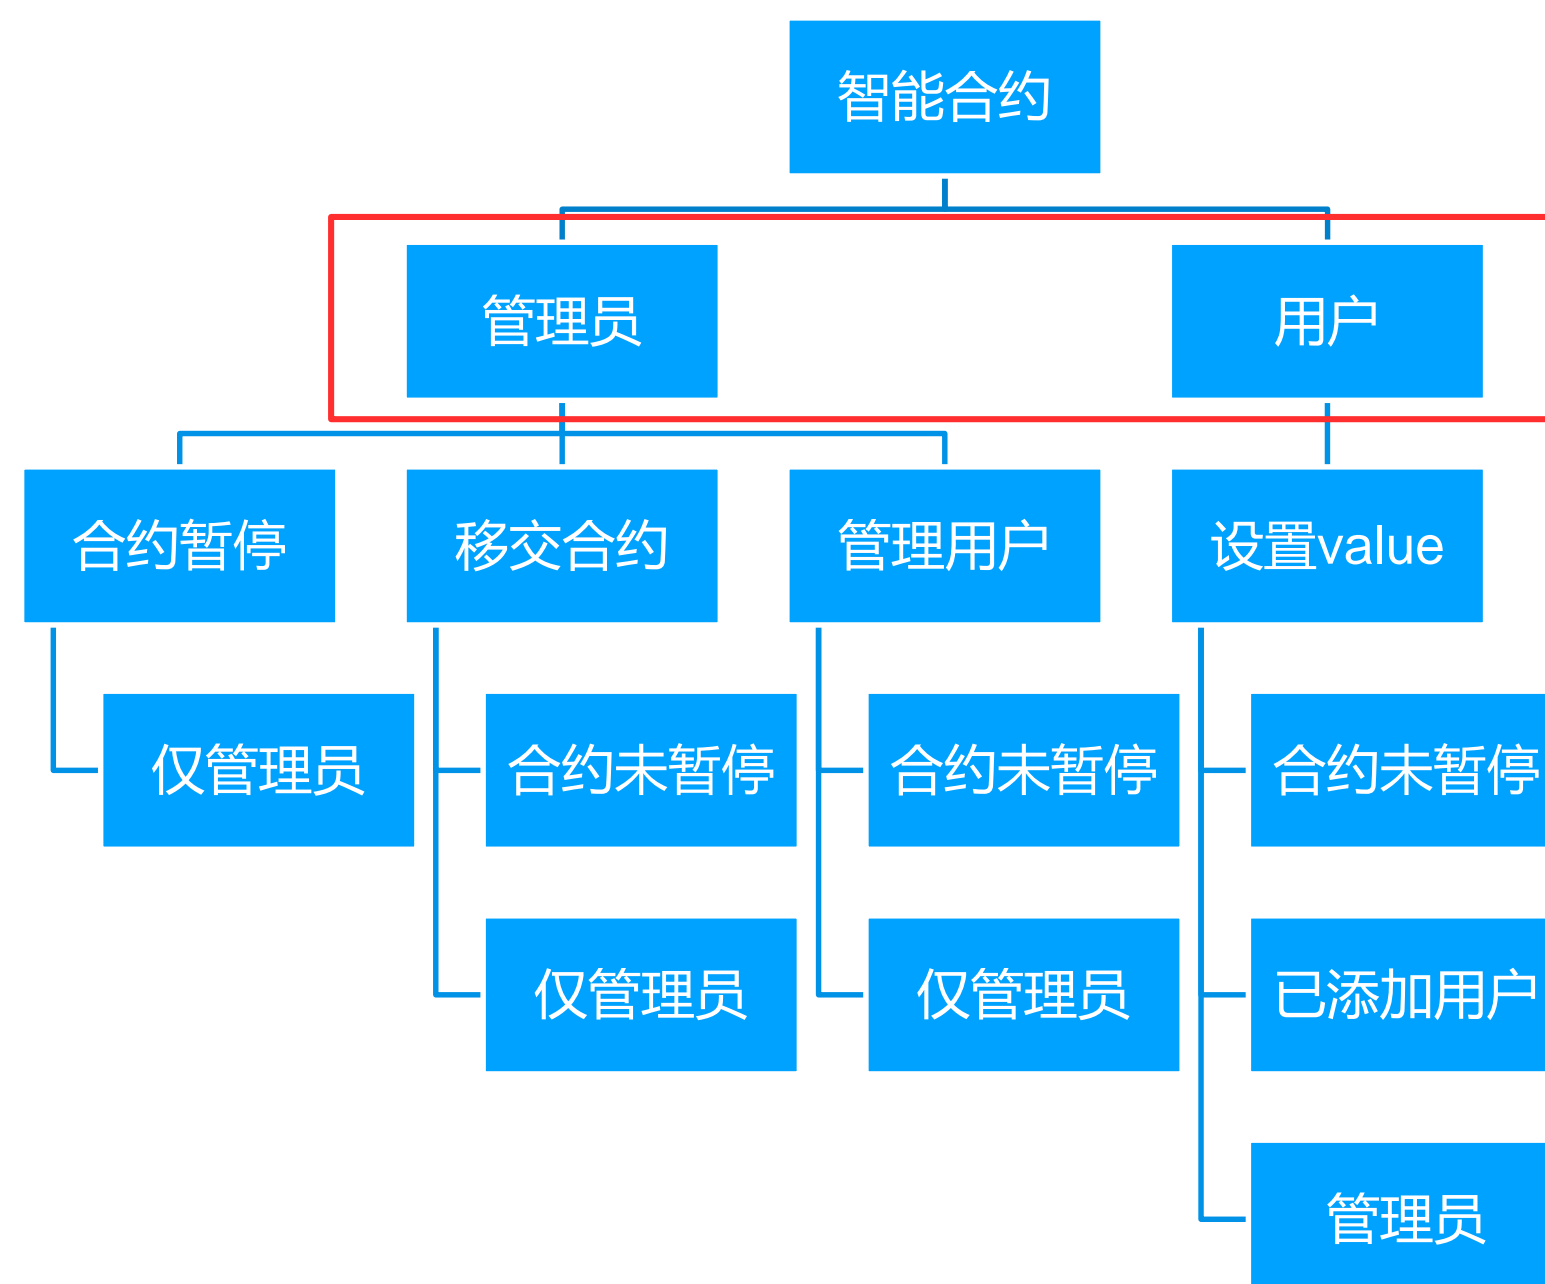 智能合约
管理员
用户
合约暂停
移交合约
管理用户
设置value
仅管理员
合约未暂停
合约未暂停
合约未暂停
仅管理员
仅管理员
已添加用户
管理员